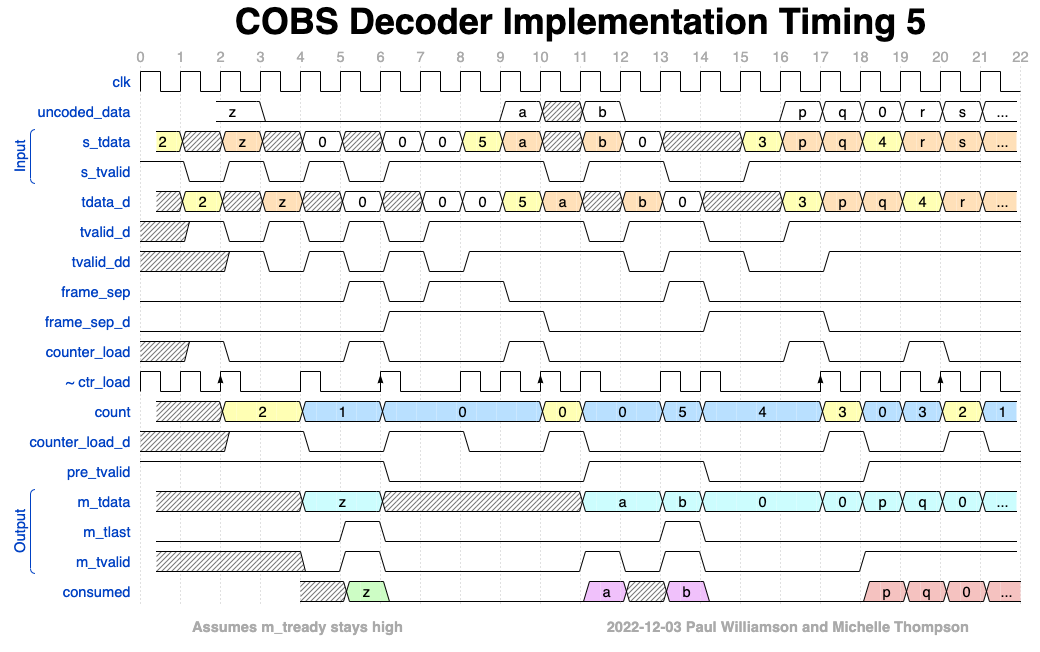 COBS Decoder Implementation Timing 5
0 1 2 3 4 5 6 7 8 9 10 11 12 13 14 15 16 17 18 19 20 21 22
clk
uncoded_data z a b p q 0 r s ...
Input
s_tdata 2 z 0 0 0 5 a b 0 3 p q 4 r s ...
s_tvalid
tdata_d 2 z 0 0 0 5 a b 0 3 p q 4 r ...
tvalid_d
tvalid_dd
frame_sep
frame_sep_d
counter_load
~ ctr_load
count 2 1 0 0 0 5 4 3 0 3 2 1
counter_load_d
pre_tvalid
Output
m_tdata z a b 0 0 p q 0 ...
m_tlast
m_tvalid
consumed z a b p q 0 ...
Assumes m_tready stays high 2022-12-03 Paul Williamson and Michelle Thompson